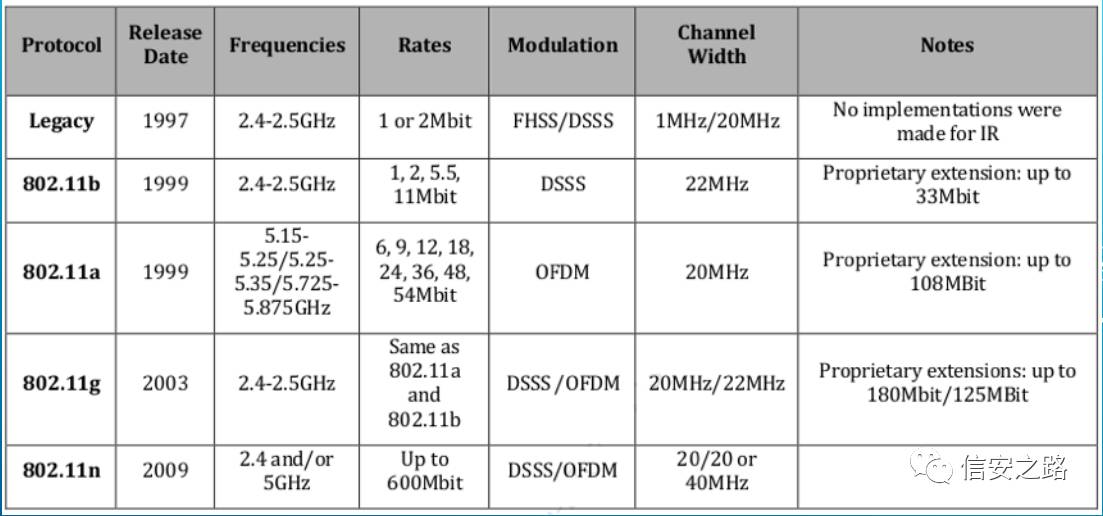 Protocol
Release
Date
Frequencies
Rates
Modulation
Channel
Width
Notes
Legacy
1997
2.4-2.5GHz
1 or 2Mbit
FHSS/DSSS
1MHz/20MHz
No implementations were
made for IR
802.11b
1999
2.4-2.5GHz
1, 2, 5.5,
11Mbit
DSSS
22MHz
Proprietary extension: up to
33Mbit
802.11a
1999
5.15-
5.25/5.25-
5.35/5.725-
5.875GHz
6, 9, 12, 18,
24, 36, 48,
54Mbit
OFDM
20MHz
Proprietary extension: up to
108MBit
802.11g
2003
2.4-2.5GHz
Same as
802.11a
and
802.11b
DSSS/OFDM
20MHz/22MHz
Proprietary extensions: up to
180Mbit/125MBit
802.11n
2009
2.4 and/or
5GHz
Up to
600Mbit
DSSS/OFDM
20/20 or
40MHz
信安之路